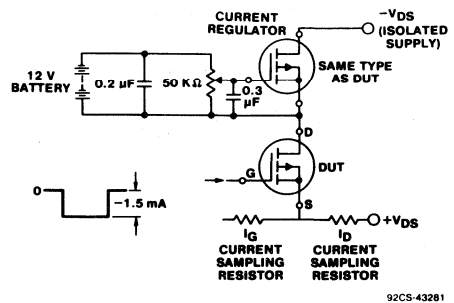 CURRENT
REGULATOR
−VDS
(ISOLATED
SUPPLY)
SAME TYPE
AS DUT
12 V
BATTERY
0.2 µF
50 KΩ
0.3
µF
D
DUT
G
S
0
−1.5 mA
IG
CURRENT
SAMPLING
RESISTOR
ID
CURRENT
SAMPLING
RESISTOR
+VDS
92CS-43281